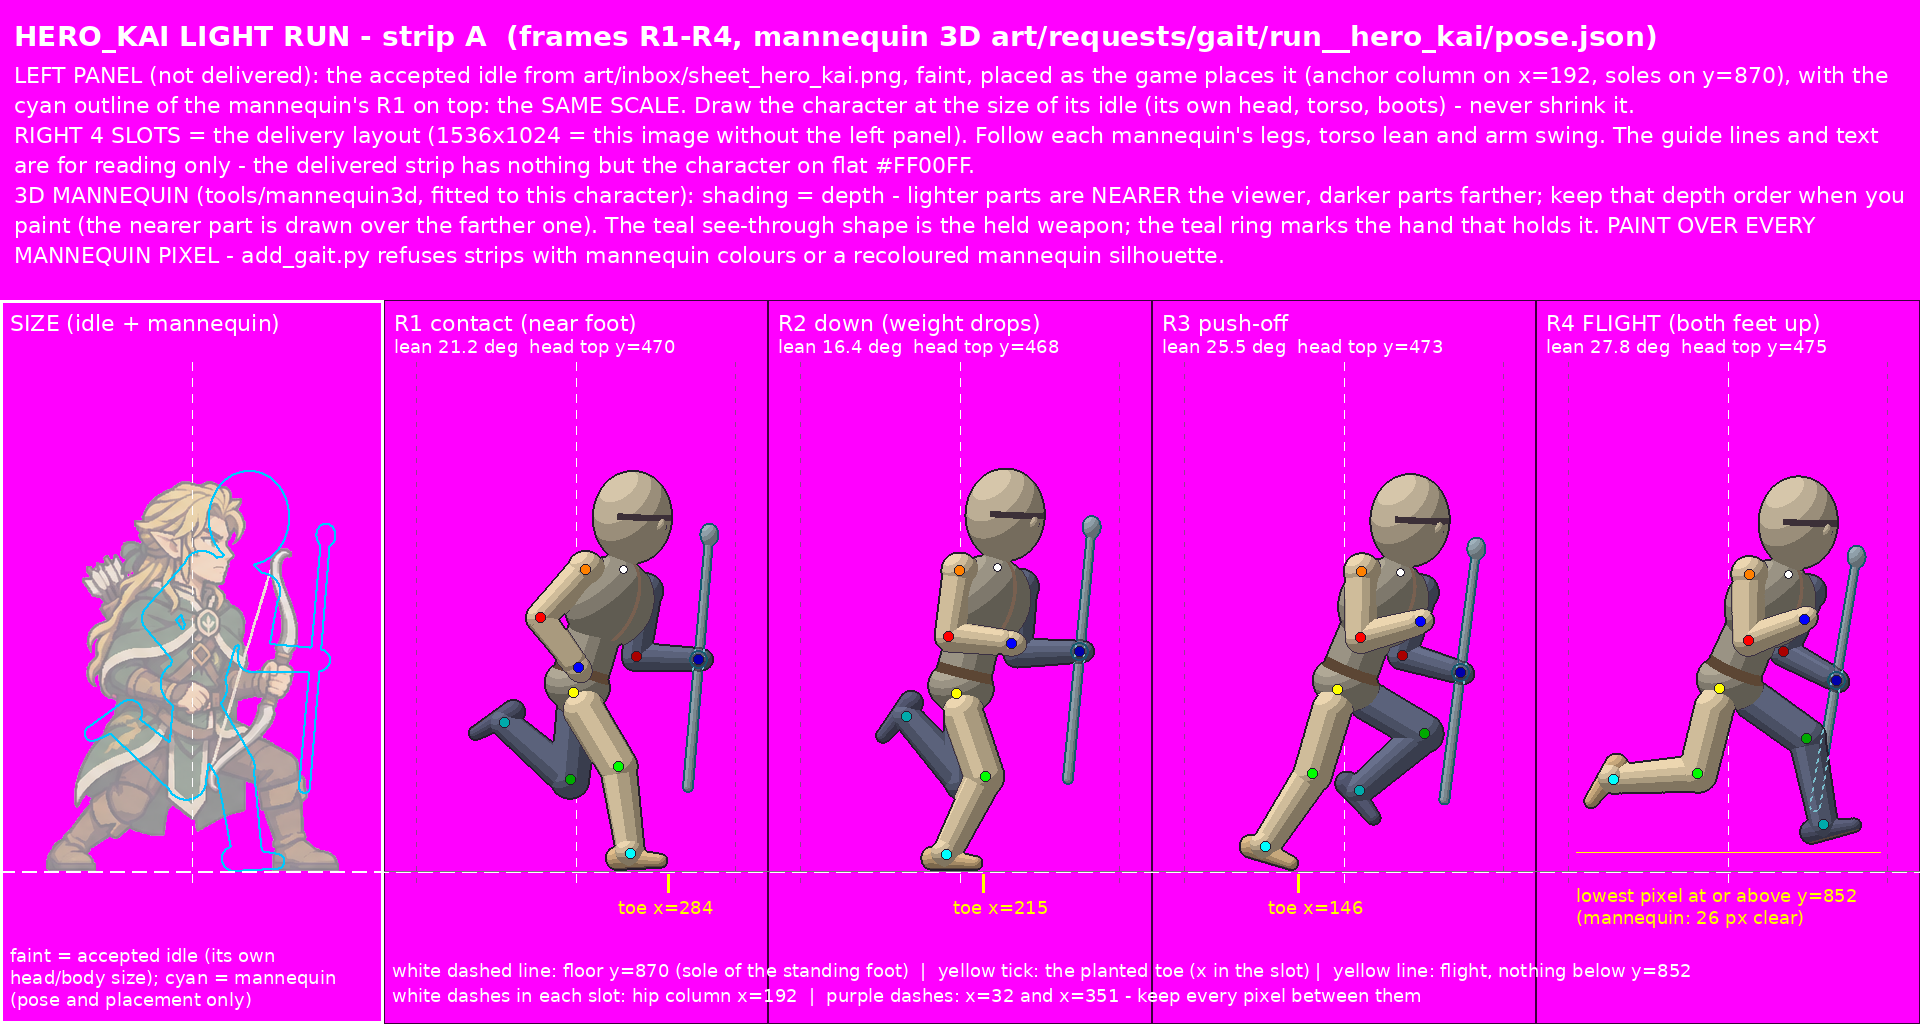 HERO_KAI LIGHT RUN - strip A  (frames R1-R4, mannequin 3D art/requests/gait/run__hero_kai/pose.json)
LEFT PANEL (not delivered): the accepted idle from art/inbox/sheet_hero_kai.png, faint, placed as the game places it (anchor column on x=192, soles on y=870), with the
cyan outline of the mannequin's R1 on top: the SAME SCALE. Draw the character at the size of its idle (its own head, torso, boots) - never shrink it.
RIGHT 4 SLOTS = the delivery layout (1536x1024 = this image without the left panel). Follow each mannequin's legs, torso lean and arm swing. The guide lines and text
are for reading only - the delivered strip has nothing but the character on flat #FF00FF.
3D MANNEQUIN (tools/mannequin3d, fitted to this character): shading = depth - lighter parts are NEARER the viewer, darker parts farther; keep that depth order when you
paint (the nearer part is drawn over the farther one). The teal see-through shape is the held weapon; the teal ring marks the hand that holds it. PAINT OVER EVERY
MANNEQUIN PIXEL - add_gait.py refuses strips with mannequin colours or a recoloured mannequin silhouette.
SIZE (idle + mannequin)
R1 contact (near foot)
lean 21.2 deg  head top y=470
R2 down (weight drops)
lean 16.4 deg  head top y=468
R3 push-off
lean 25.5 deg  head top y=473
R4 FLIGHT (both feet up)
lean 27.8 deg  head top y=475
toe x=284
toe x=215
toe x=146
lowest pixel at or above y=852
(mannequin: 26 px clear)
faint = accepted idle (its own
head/body size); cyan = mannequin
(pose and placement only)
white dashed line: floor y=870 (sole of the standing foot)  |  yellow tick: the planted toe (x in the slot) |  yellow line: flight, nothing below y=852
white dashes in each slot: hip column x=192  |  purple dashes: x=32 and x=351 - keep every pixel between them